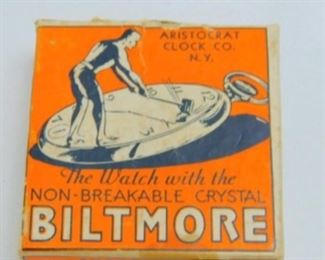 ARISTOCRAT
CLOCK CO.
N.Y.
The Watch with the
NON-BREAKABLE CRYSTAL
BILTMORE